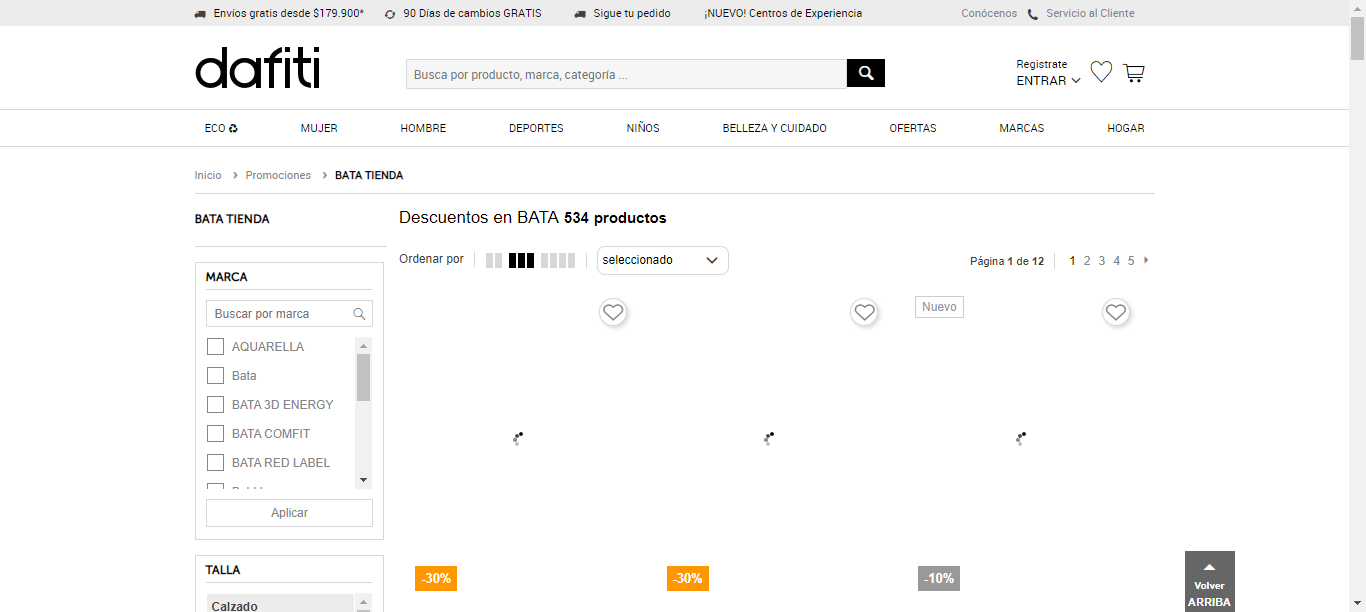 Envíos gratis desde $179.900* 90 Días de cambios GRATIS Sigue tu pedido ¡NUEVO! Centros de Experiencia Conócenos Servicio al Cliente
dafiti
Busca por producto, marca, categoría ...
Registrate
ENTRAR
ECO MUJER HOMBRE DEPORTES NIÑOS BELLEZA Y CUIDADO OFERTAS MARCAS HOGAR
Inicio Promociones BATA TIENDA
BATA TIENDA
Descuentos en BATA 534 productos
Ordenar por seleccionado Página 1 de 12 1 2 3 4 5
MARCA
Buscar por marca
AQUARELLA
Bata
BATA 3D ENERGY
BATA COMFIT
BATA RED LABEL
Aplicar
TALLA
Calzado
Nuevo
-30% -30% -10%
Volver
ARRIBA